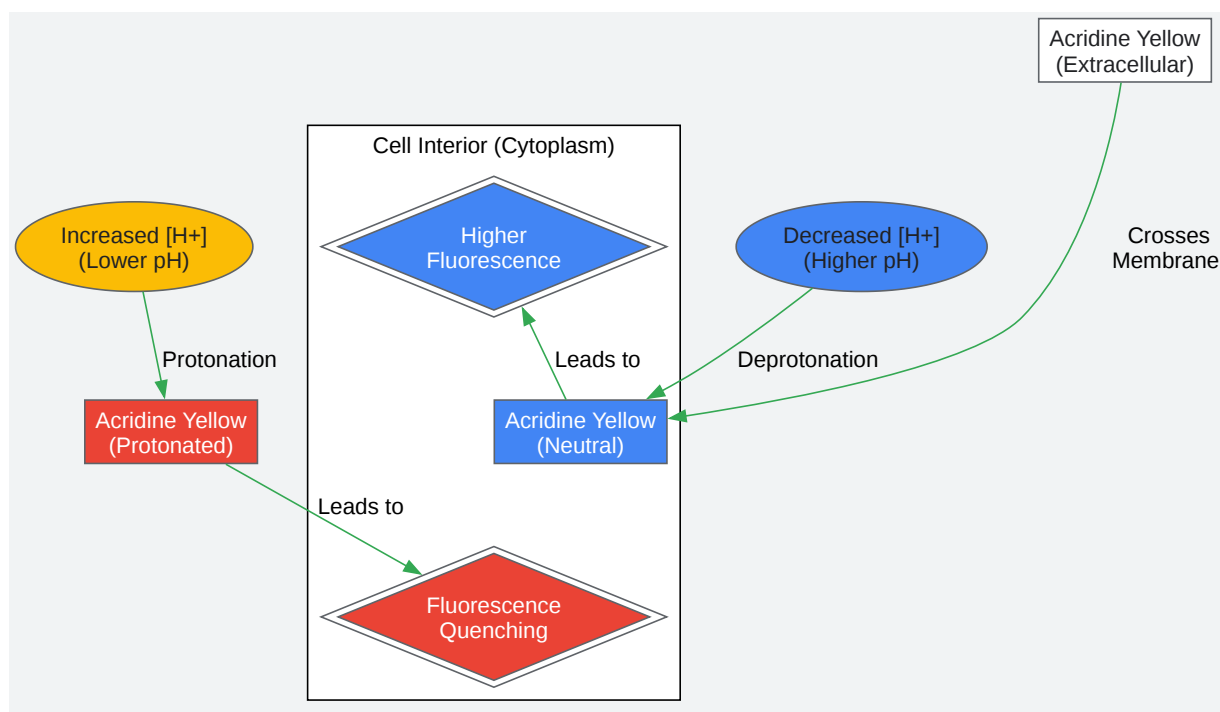 Acridine Yellow
(Extracellular)
Cell Interior (Cytoplasm)
Increased [H+]
(Lower pH)
Higher
Fluorescence
Decreased [H+]
(Higher pH)
Crosses
Membrane
Protonation
Leads to
Deprotonation
Acridine Yellow
(Protonated)
Acridine Yellow
(Neutral)
Leads to
Fluorescence
Quenching